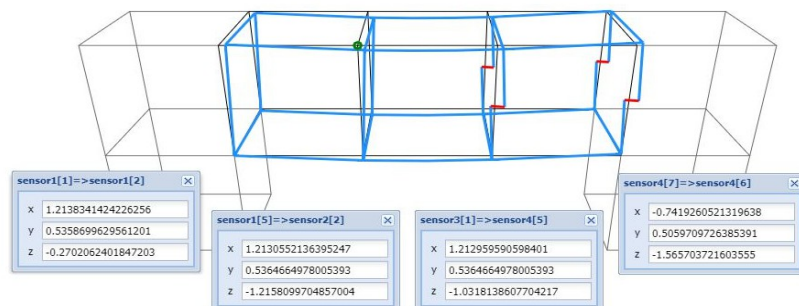 sensor1[1]=>sensor1[2]
x 1.2138341424226256
y 0.5358699629561201
z -0.2702062401847203
sensor1[5]=>sensor2[2]
x 1.2130552136395247
y 0.5364664978005393
z -1.2158099704857004
sensor3[1]=>sensor4[5]
x 1.212959590598401
y 0.5364664978005393
z -1.0318138607704217
sensor4[7]=>sensor4[6]
x -0.7419260521319638
y 0.5059709726385391
z -1.565703721603555